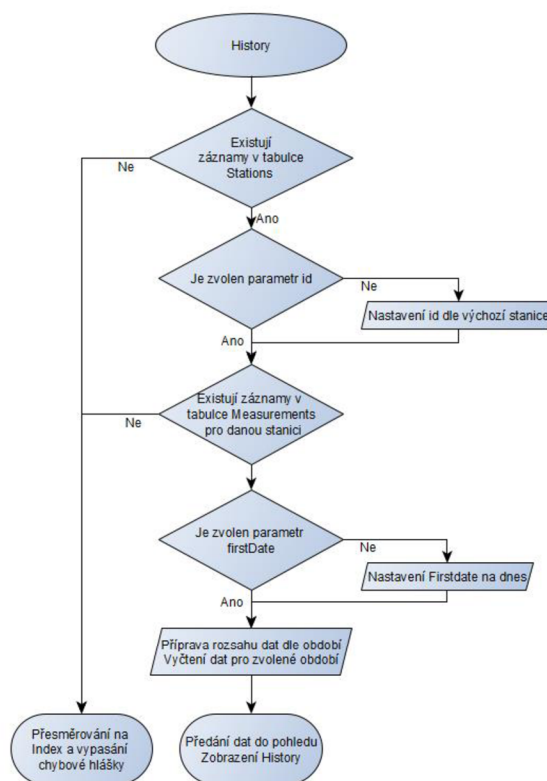 History
Existují
záznamy v tabulce
Stations
Ne
Ano
Je zvolen parametr id
Ne
Nastavení id dle výchozí stanice
Ano
Existují záznamy v
tabulce Measurements
pro danou stanici
Ne
Je zvolen parametr
firstDate
Ne
Nastavení Firstdate na dnes
Ano
Příprava rozsahu dat dle období
Vyčtení dat pro zvolené období
Přesměrování na
Index a vypasání
chybové hlášky
Předání dat do pohledu
Zobrazení History